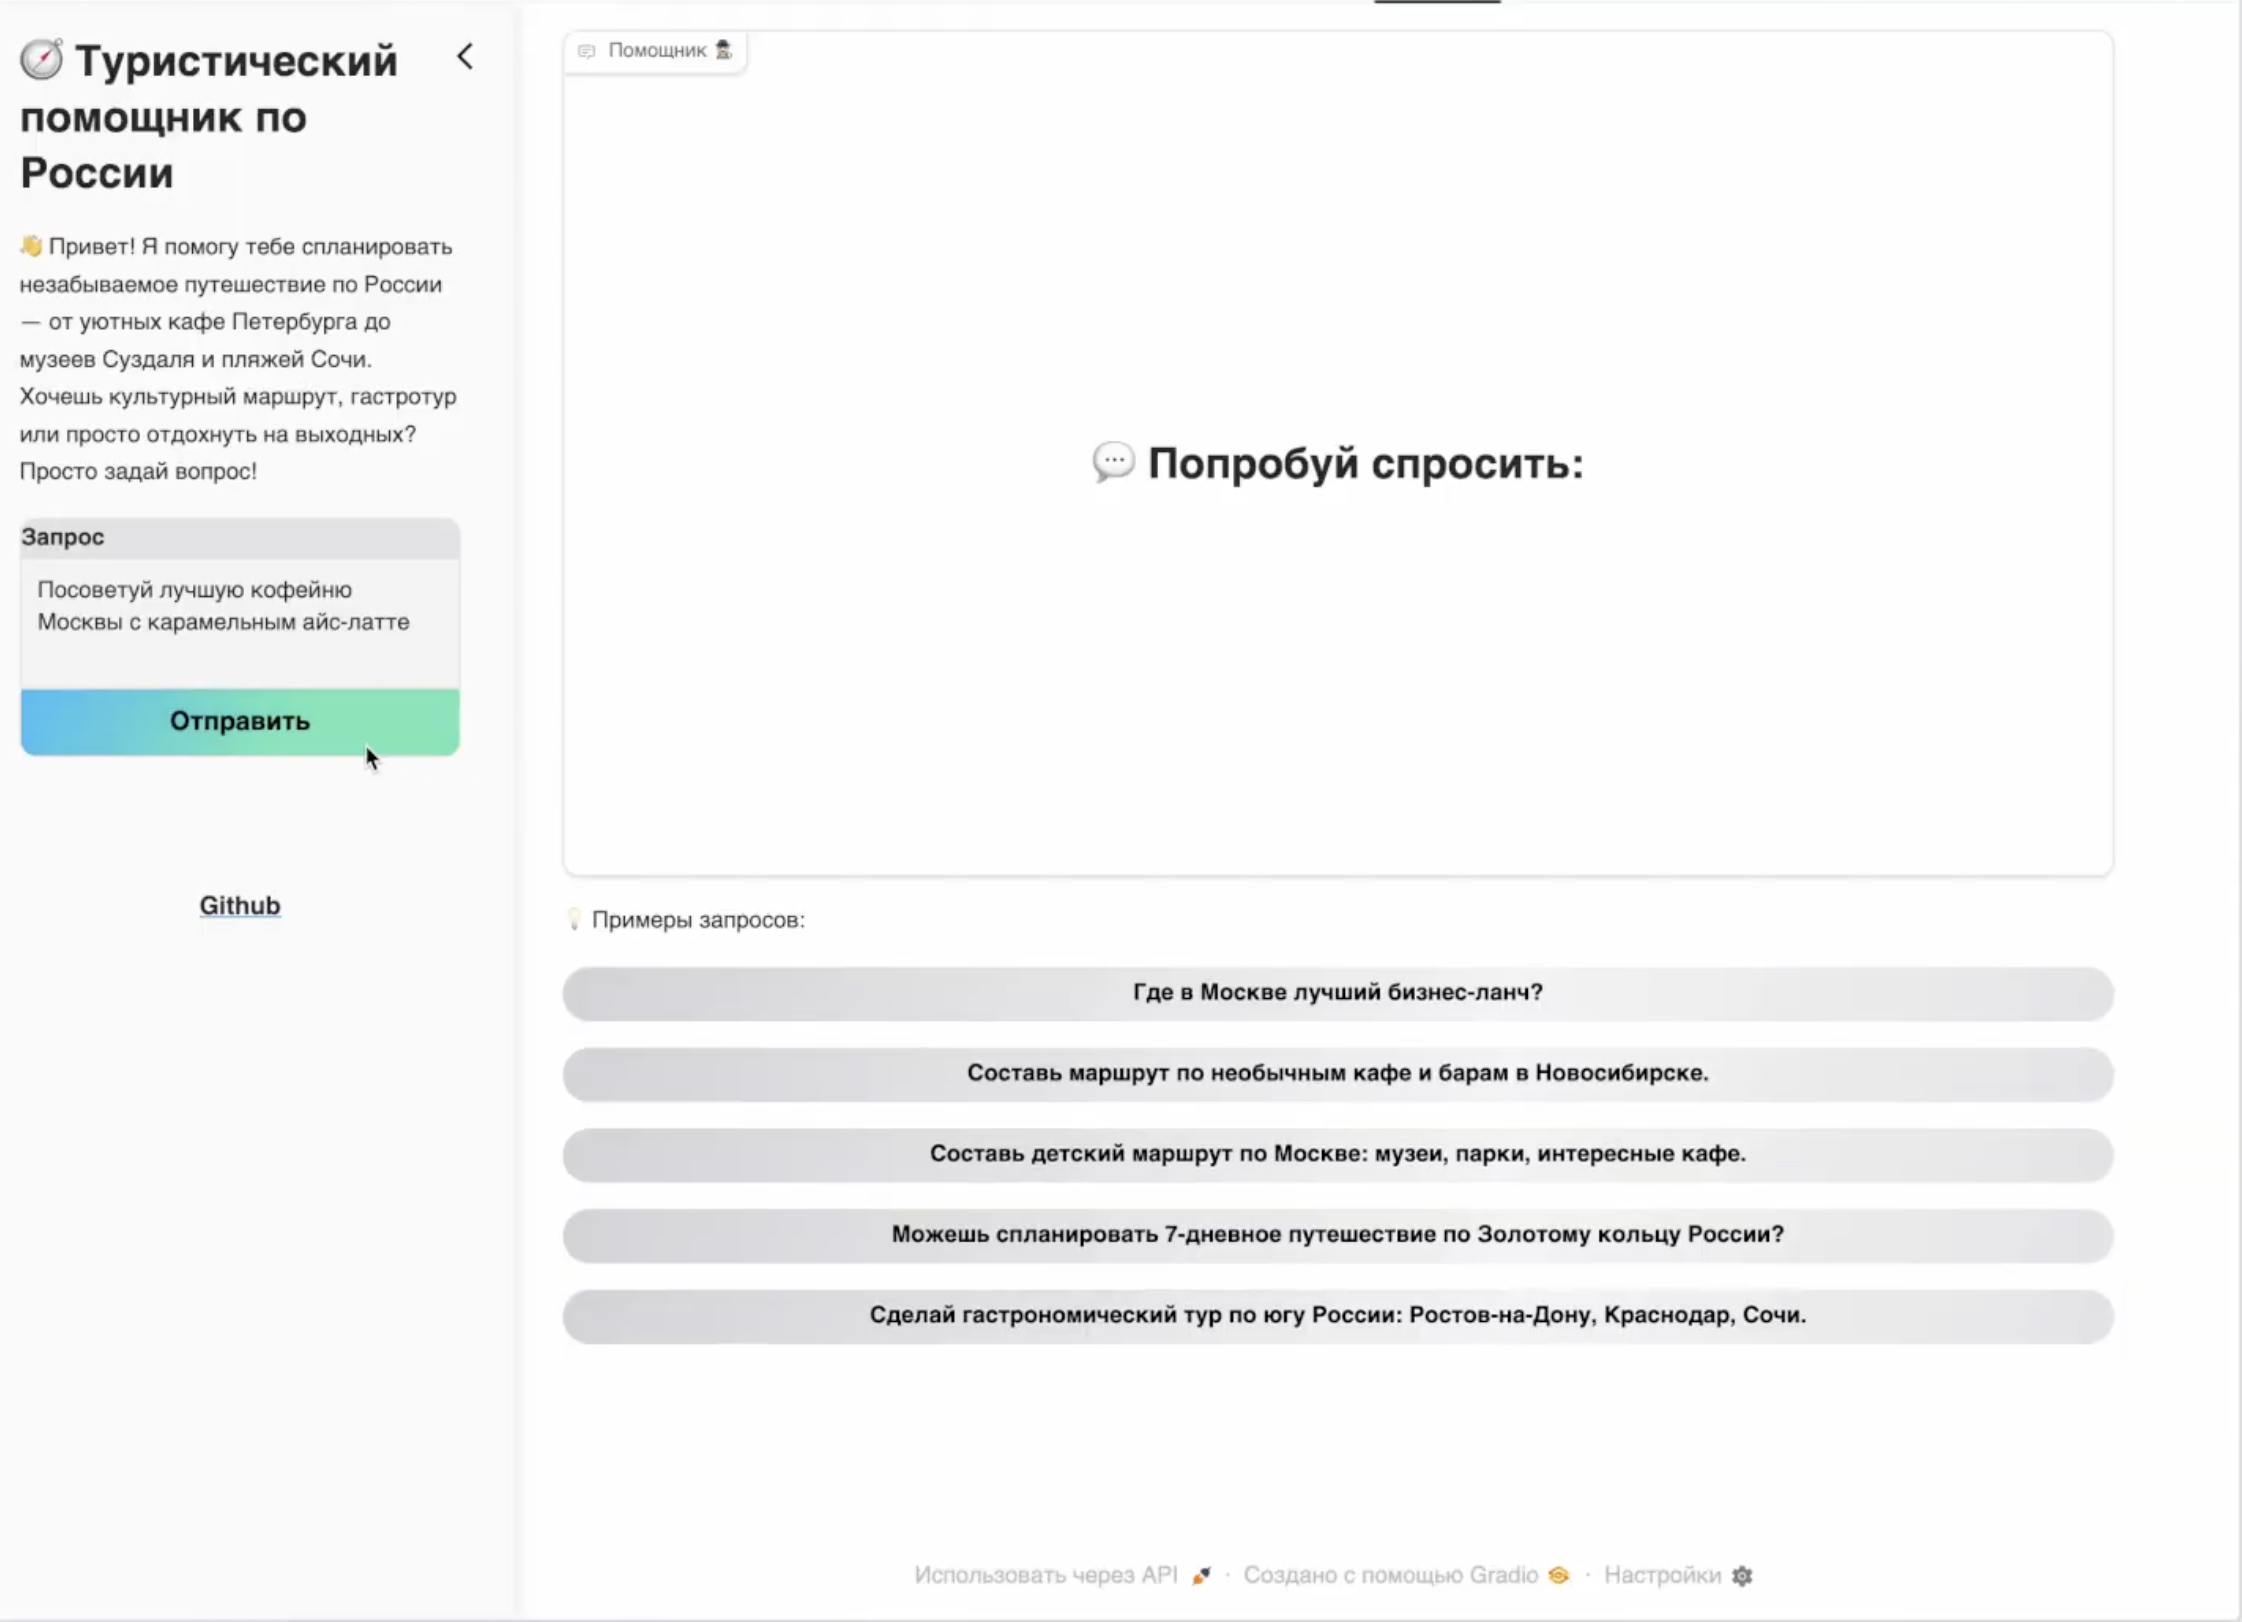 Туристический
помощник по
России
Привет! Я помогу тебе спланировать
незабываемое путешествие по России
— от уютных кафе Петербурга до
музеев Суздаля и пляжей Сочи.
Хочешь культурный маршрут, гастротур
или просто отдохнуть на выходных?
Просто задай вопрос!
Запрос
Посоветуй лучшую кофейню
Москвы с карамельным айс-латте
Отправить
Github
Помощник
Попробуй спросить:
Примеры запросов:
Где в Москве лучший бизнес-ланч?
Составь маршрут по необычным кафе и барам в Новосибирске.
Составь детский маршрут по Москве: музеи, парки, интересные кафе.
Можешь спланировать 7-дневное путешествие по Золотому кольцу России?
Сделай гастрономический тур по югу России: Ростов-на-Дону, Краснодар, Сочи.
Использовать через API · Создано с помощью Gradio · Настройки